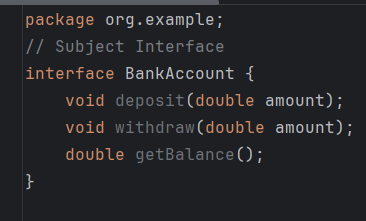 package org.example;
// Subject Interface
interface BankAccount {
    void deposit(double amount);
    void withdraw(double amount);
    double getBalance();
}